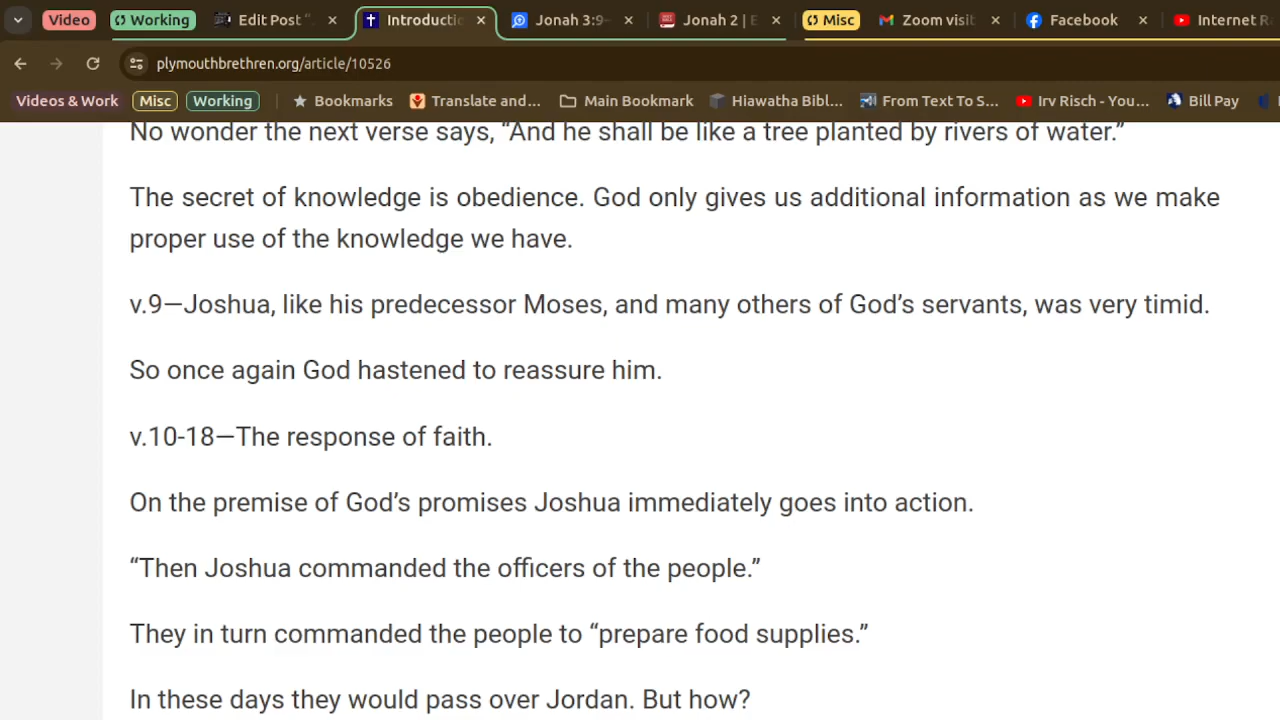 Video
Working
Edit Post “
Introductio
Jonah 3:9-
Jonah 2 | E
Misc
Zoom visit
Facebook
Internet R
plymouthbrethren.org/article/10526
Videos & Work
Misc
Working
Bookmarks
Translate and...
Main Bookmark
Hiawatha Bibl...
From Text To S...
Irv Risch - You...
Bill Pay
No wonder the next verse says, “And he shall be like a tree planted by rivers of water.”
The secret of knowledge is obedience. God only gives us additional information as we make
proper use of the knowledge we have.
v.9—Joshua, like his predecessor Moses, and many others of God’s servants, was very timid.
So once again God hastened to reassure him.
v.10-18—The response of faith.
On the premise of God’s promises Joshua immediately goes into action.
“Then Joshua commanded the officers of the people.”
They in turn commanded the people to “prepare food supplies.”
In these days they would pass over Jordan. But how?